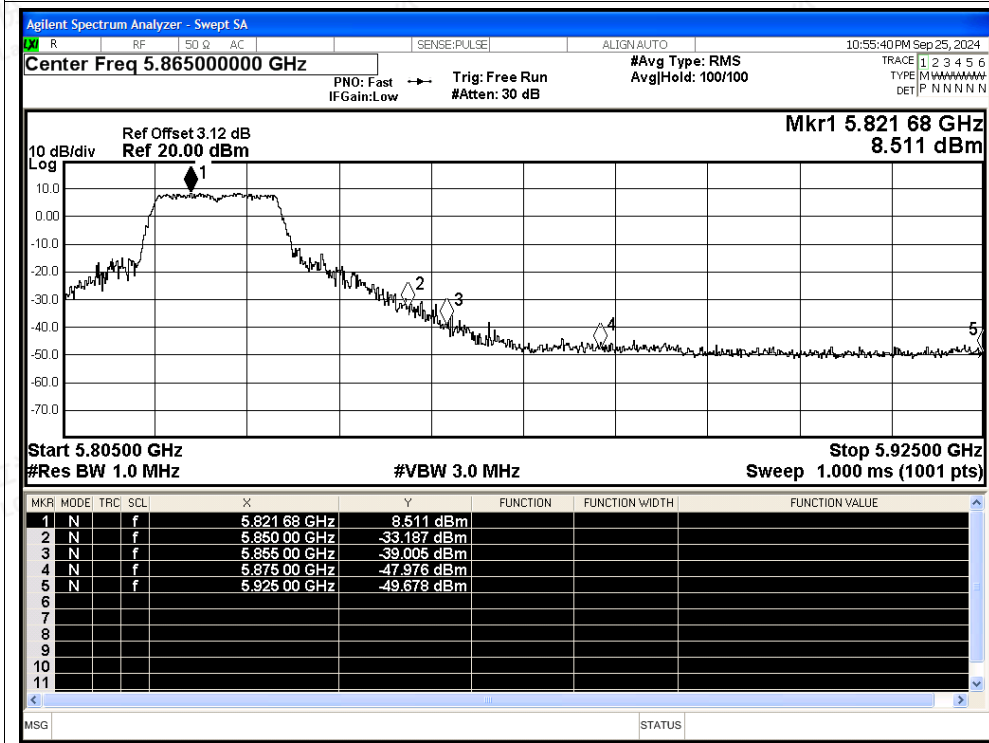 Agilent Spectrum Analyzer - Swept SA
LXI R RF 50 Ω AC SENSE:PULSE ALIGN AUTO 10:55:40 PM Sep 25, 2024
Center Freq 5.865000000 GHz
PNO: Fast
IFGain:Low
Trig: Free Run
#Atten: 30 dB
#Avg Type: RMS
Avg|Hold: 100/100
TRACE 1 2 3 4 5 6
TYPE M
DET P N N N N N
Mkr1 5.821 68 GHz
8.511 dBm
Ref Offset 3.12 dB
10 dB/div Ref 20.00 dBm
Log
10.0
0.00
-10.0
-20.0
-30.0
-40.0
-50.0
-60.0
-70.0
1
2
3
4
5
Start 5.80500 GHz Stop 5.92500 GHz
#Res BW 1.0 MHz #VBW 3.0 MHz Sweep 1.000 ms (1001 pts)
MKR MODE TRC SCL X Y FUNCTION FUNCTION WIDTH FUNCTION VALUE
1 N f 5.821 68 GHz 8.511 dBm
2 N f 5.850 00 GHz -33.187 dBm
3 N f 5.855 00 GHz -39.005 dBm
4 N f 5.875 00 GHz -47.976 dBm
5 N f 5.925 00 GHz -49.678 dBm
6
7
8
9
10
11
MSG STATUS